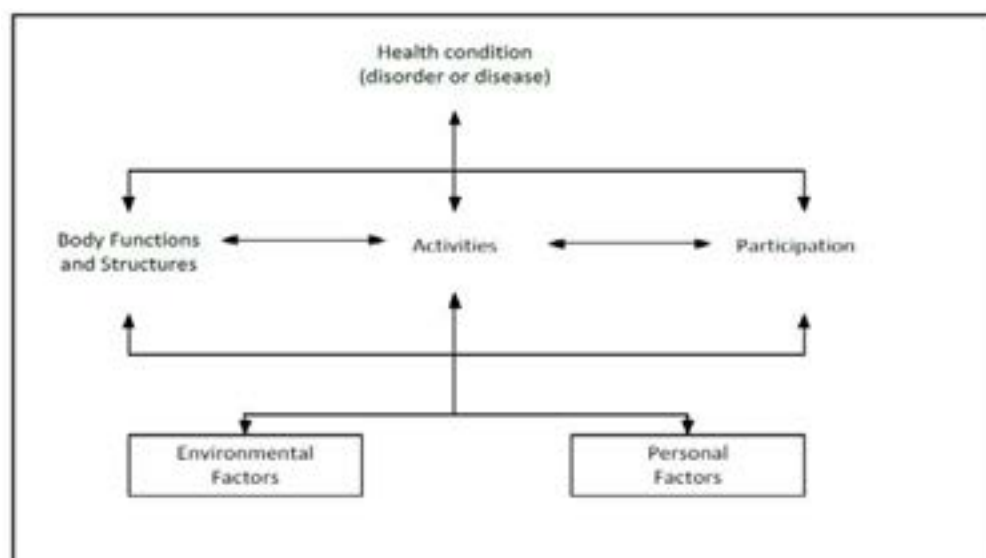 Health condition
(disorder or disease)
Body Functions
and Structures
Activities
Participation
Environmental
Factors
Personal
Factors